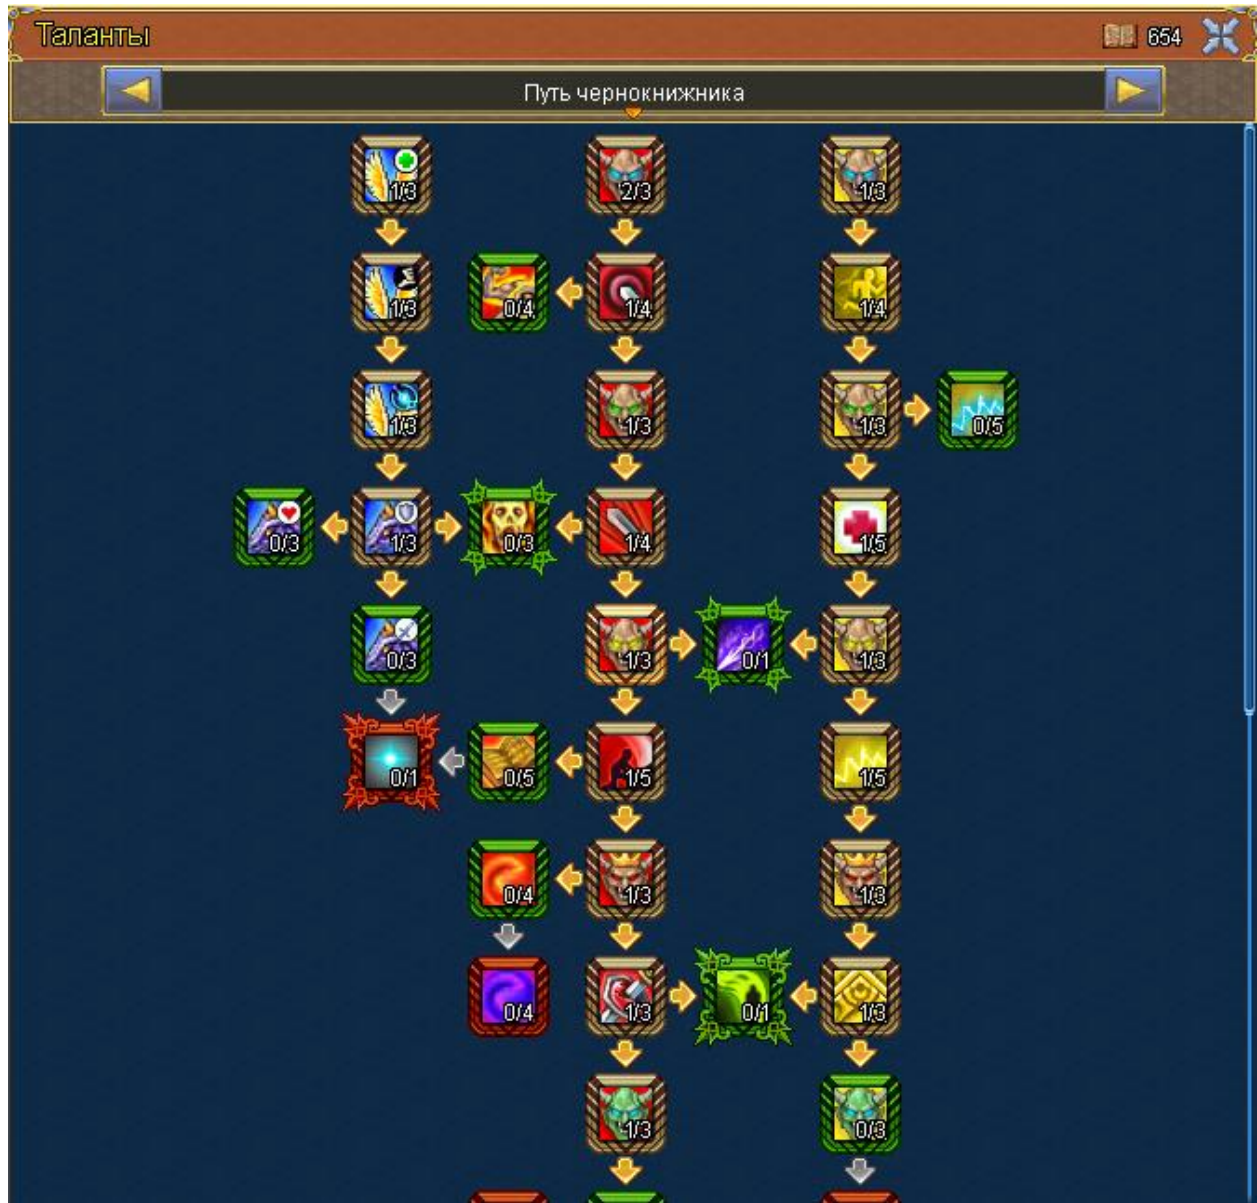 Таланты 654
Путь чернокнижника
1/3 2/3 1/3
1/3 0/4 1/4 1/4
1/3 1/3 1/3 0/5
0/3 1/3 0/3 1/4 1/5
0/3 1/3 0/1 1/3
0/1 0/5 1/5 1/5
0/4 1/3 1/3
0/4 1/3 0/1 1/3
1/3 0/3